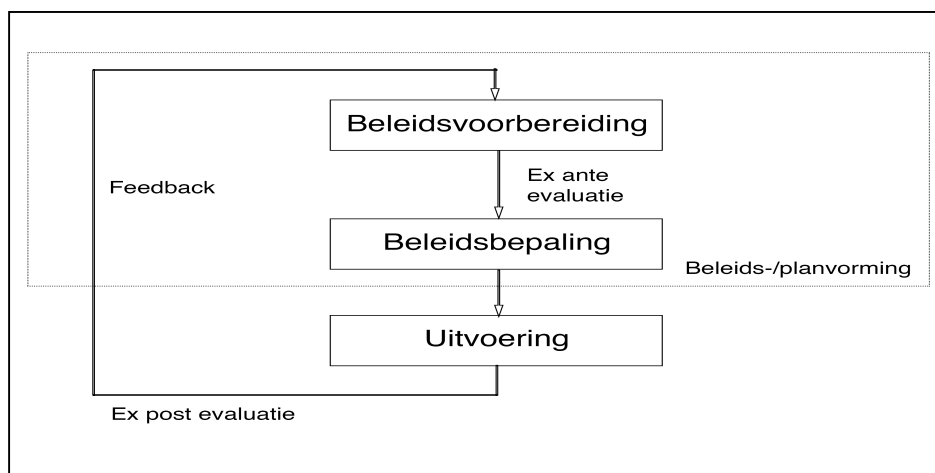 Beleidsvoorbereiding
Ex ante
evaluatie
Feedback
Beleidsbepaling
Beleids-/planvorming
Uitvoering
Ex post evaluatie